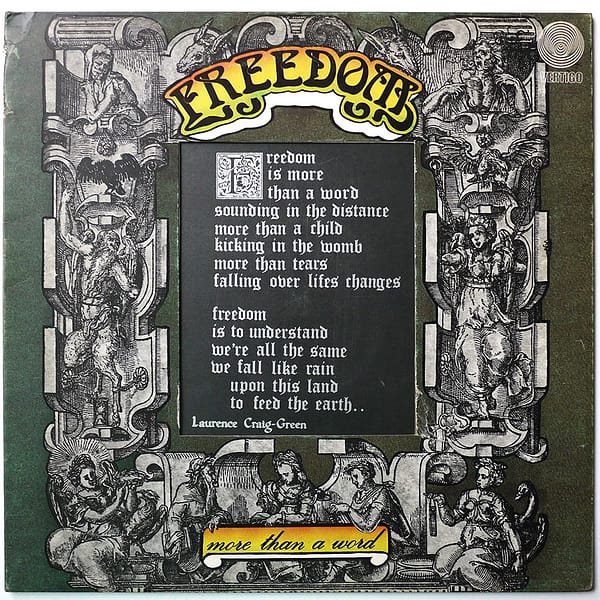 FREEDOM
VERTIGO
Freedom
is more
than a word
sounding in the distance
more than a child
kicking in the womb
more than tears
falling over lifes changes
freedom
is to understand
we're all the same
we fall like rain
upon this land
to feed the earth..
Laurence Craig-Green
more than a word